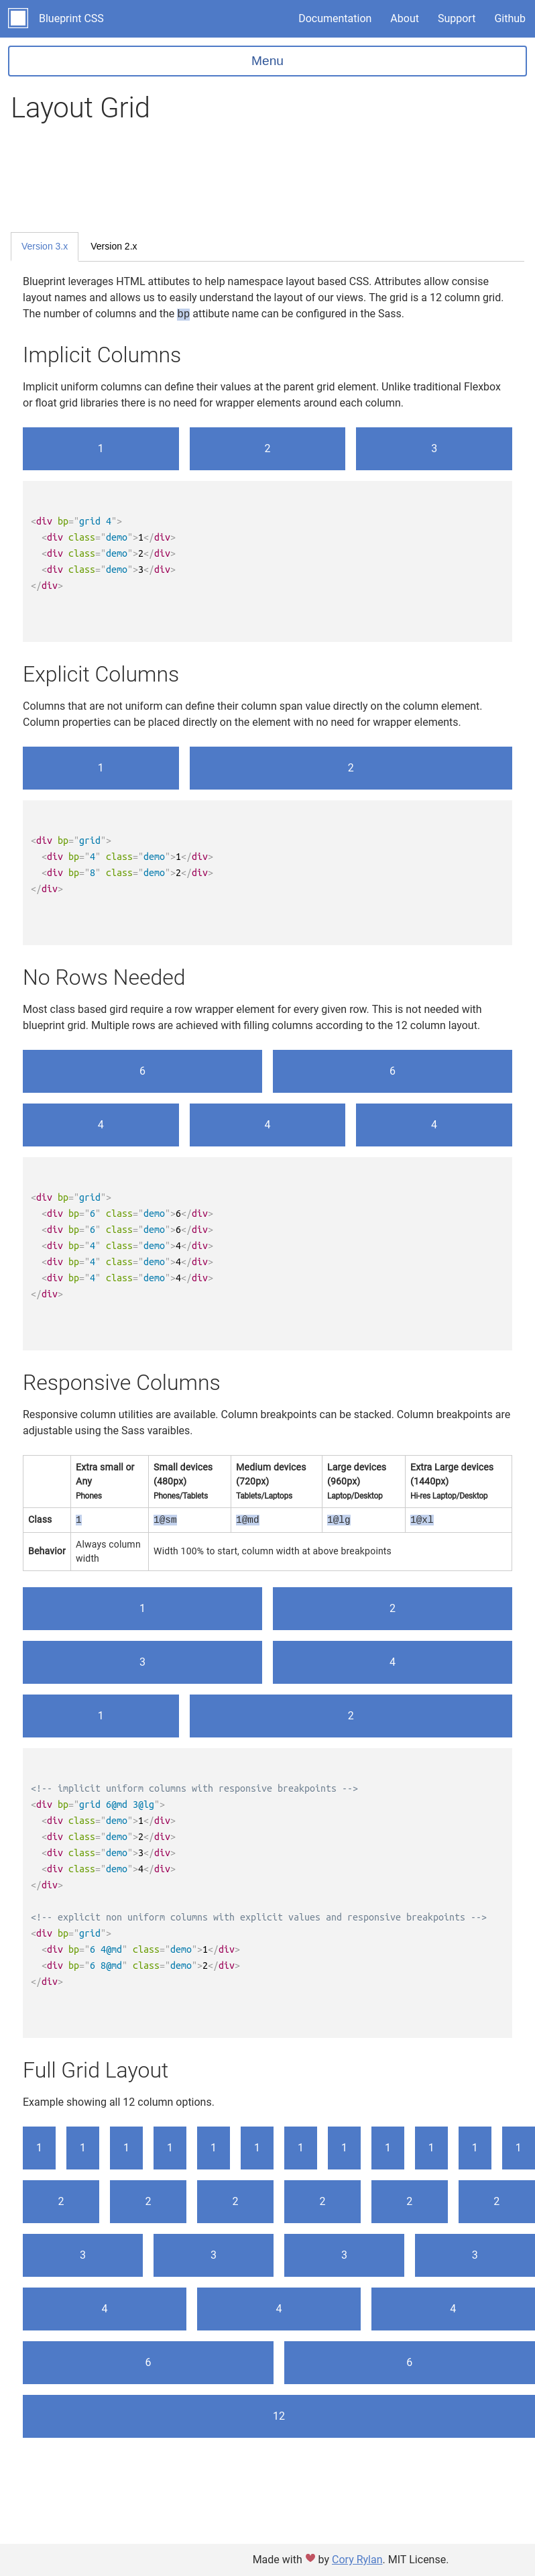 Blueprint CSS Documentation About Support Github
Menu
Layout Grid
Version 3.x Version 2.x
Blueprint leverages HTML attibutes to help namespace layout based CSS. Attributes allow consise
layout names and allows us to easily understand the layout of our views. The grid is a 12 column grid.
The number of columns and the bp attibute name can be configured in the Sass.
Implicit Columns
Implicit uniform columns can define their values at the parent grid element. Unlike traditional Flexbox
or float grid libraries there is no need for wrapper elements around each column.
1 2 3
<div bp="grid 4">
  <div class="demo">1</div>
  <div class="demo">2</div>
  <div class="demo">3</div>
</div>
Explicit Columns
Columns that are not uniform can define their column span value directly on the column element.
Column properties can be placed directly on the element with no need for wrapper elements.
1 2
<div bp="grid">
  <div bp="4" class="demo">1</div>
  <div bp="8" class="demo">2</div>
</div>
No Rows Needed
Most class based gird require a row wrapper element for every given row. This is not needed with
blueprint grid. Multiple rows are achieved with filling columns according to the 12 column layout.
6 6
4 4 4
<div bp="grid">
  <div bp="6" class="demo">6</div>
  <div bp="6" class="demo">6</div>
  <div bp="4" class="demo">4</div>
  <div bp="4" class="demo">4</div>
  <div bp="4" class="demo">4</div>
</div>
Responsive Columns
Responsive column utilities are available. Column breakpoints can be stacked. Column breakpoints are
adjustable using the Sass varaibles.
Extra small or Small devices Medium devices Large devices Extra Large devices
Any (480px) (720px) (960px) (1440px)
Phones Phones/Tablets Tablets/Laptops Laptop/Desktop Hi-res Laptop/Desktop
Class 1 1@sm 1@md 1@lg 1@xl
Behavior Always column width Width 100% to start, column width at above breakpoints
1 2
3 4
1 2
<!-- implicit uniform columns with responsive breakpoints -->
<div bp="grid 6@md 3@lg">
  <div class="demo">1</div>
  <div class="demo">2</div>
  <div class="demo">3</div>
  <div class="demo">4</div>
</div>
<!-- explicit non uniform columns with explicit values and responsive breakpoints -->
<div bp="grid">
  <div bp="6 4@md" class="demo">1</div>
  <div bp="6 8@md" class="demo">2</div>
</div>
Full Grid Layout
Example showing all 12 column options.
1 1 1 1 1 1 1 1 1 1 1 1
2 2 2 2 2 2
3 3 3 3
4 4 4
6 6
12
Made with by Cory Rylan. MIT License.